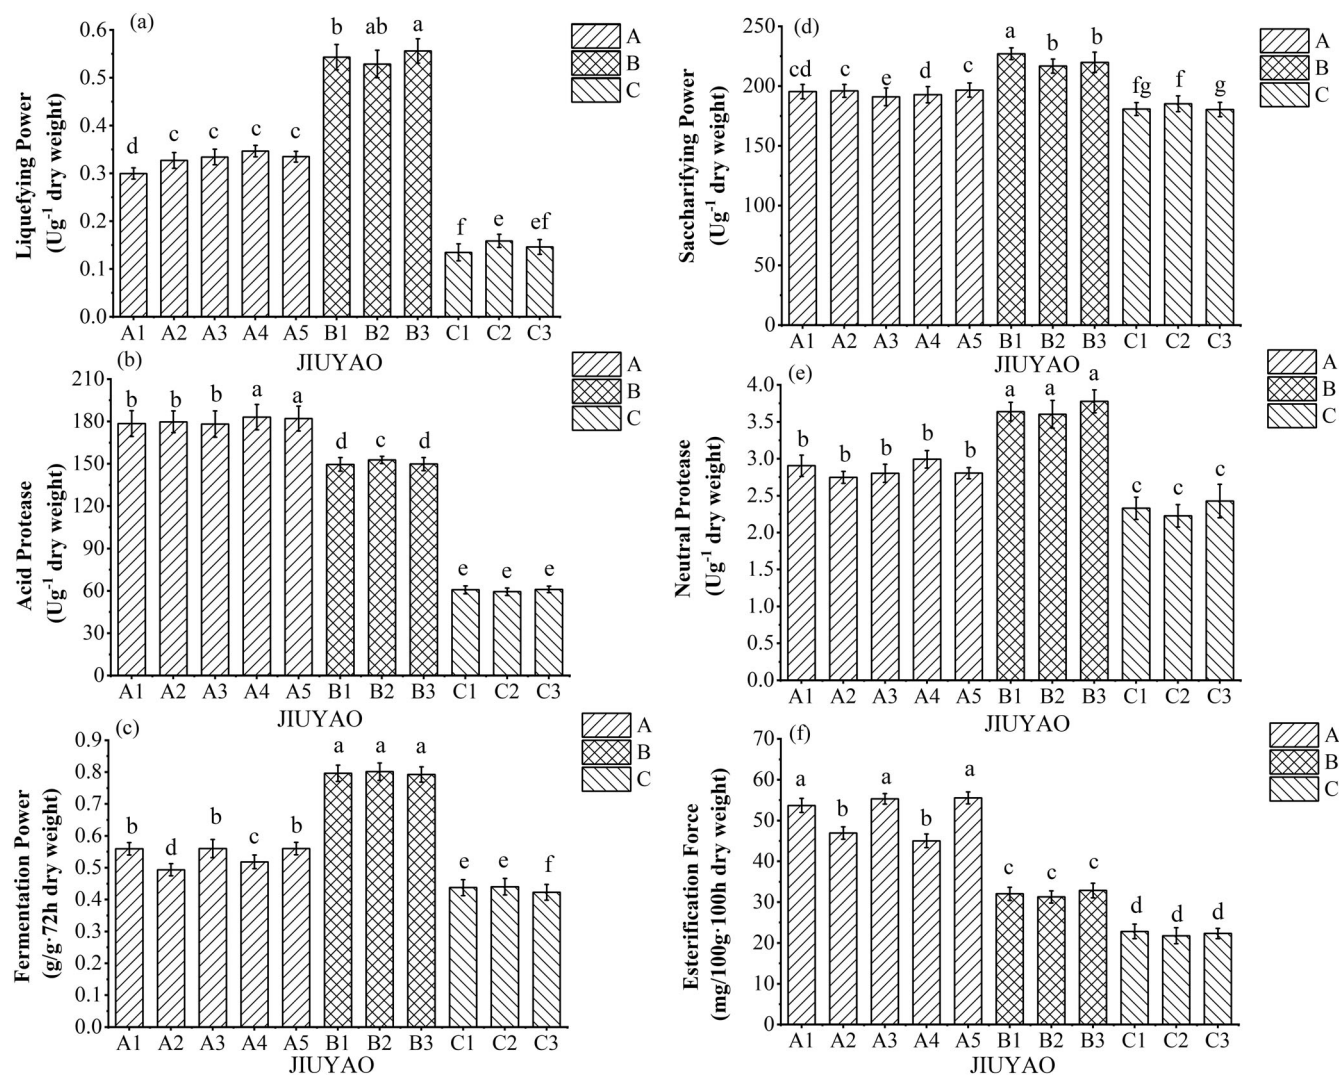 (a)
Liquefying Power
(Ug⁻¹ dry weight)
0.6
0.5
0.4
0.3
0.2
0.1
0.0
d c c c c b ab a f e ef
A1 A2 A3 A4 A5 B1 B2 B3 C1 C2 C3
JIUYAO
A
B
C
(b)
Acid Protease
(Ug⁻¹ dry weight)
210
180
150
120
90
60
30
0
b b b a a d c d e e e
A1 A2 A3 A4 A5 B1 B2 B3 C1 C2 C3
JIUYAO
A
B
C
(c)
Fermentation Power
(g/g·72h dry weight)
0.9
0.8
0.7
0.6
0.5
0.4
0.3
0.2
0.1
0.0
b d b c b a a a e e f
A1 A2 A3 A4 A5 B1 B2 B3 C1 C2 C3
JIUYAO
A
B
C
(d)
Saccharifying Power
(Ug⁻¹ dry weight)
250
200
150
100
50
0
cd c e d c a b b fg f g
A1 A2 A3 A4 A5 B1 B2 B3 C1 C2 C3
JIUYAO
A
B
C
(e)
Neutral Protease
(Ug⁻¹ dry weight)
4.0
3.5
3.0
2.5
2.0
1.5
1.0
0.5
0.0
b b b b b a a a c c c
A1 A2 A3 A4 A5 B1 B2 B3 C1 C2 C3
JIUYAO
A
B
C
(f)
Esterification Force
(mg/100g·100h dry weight)
70
60
50
40
30
20
10
0
a b a b a c c c d d d
A1 A2 A3 A4 A5 B1 B2 B3 C1 C2 C3
JIUYAO
A
B
C